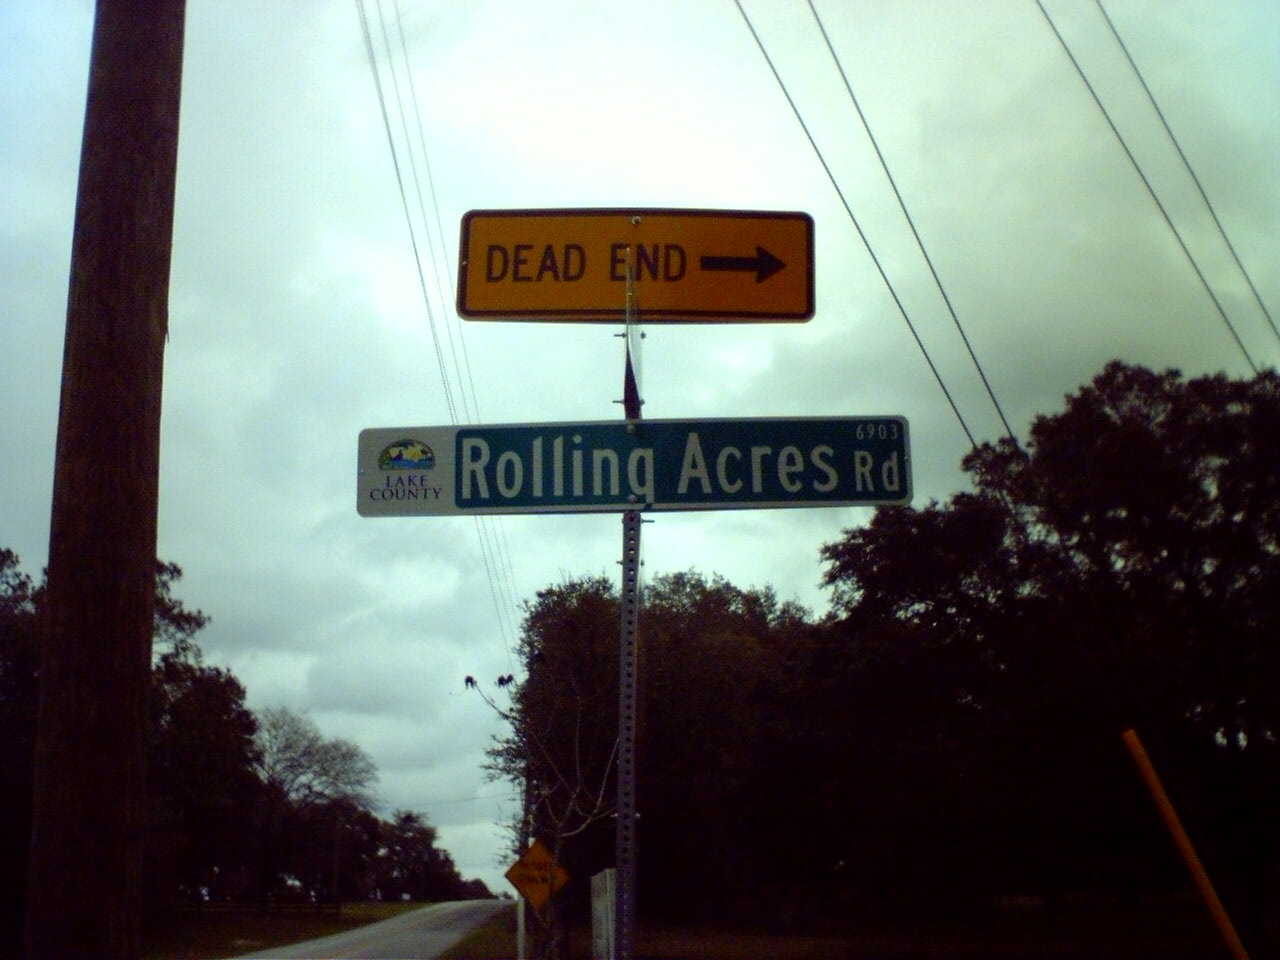 DEAD END
6903
Rolling Acres Rd
LAKE
COUNTY